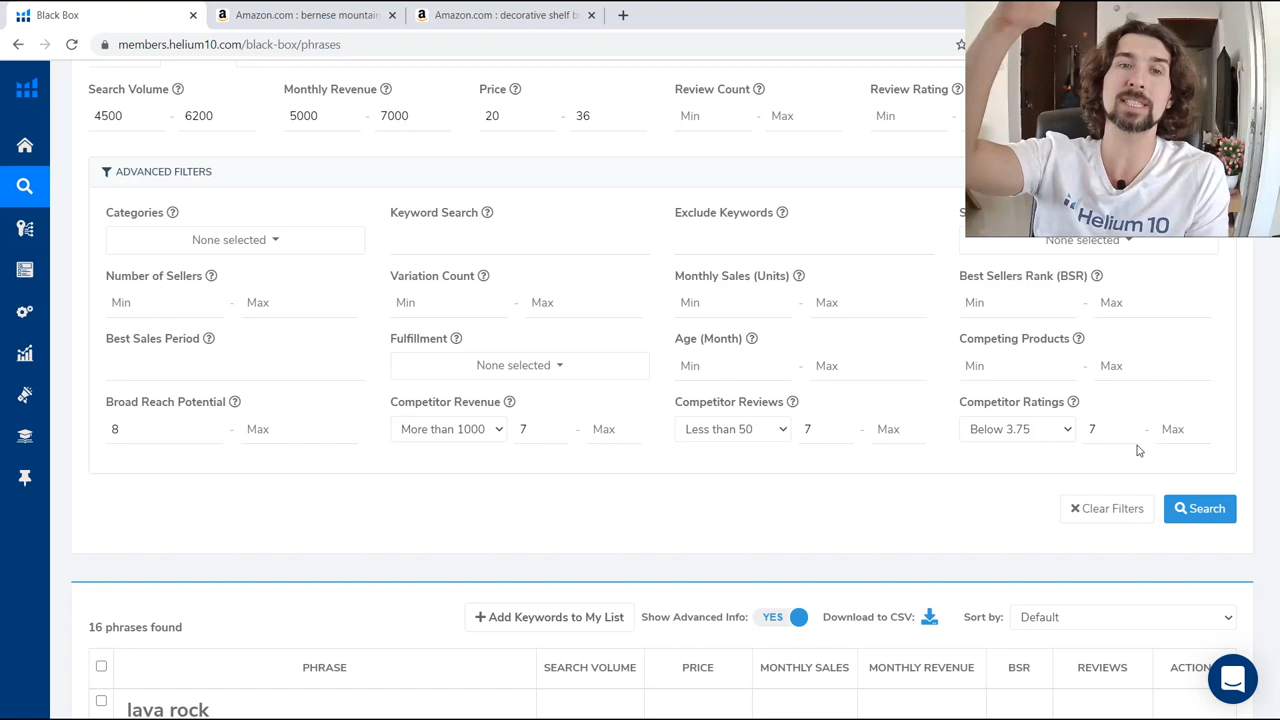 Black Box
Amazon.com : bernese mountain
Amazon.com : decorative shelf b
members.helium10.com/black-box/phrases
Search Volume
Monthly Revenue
Price
Review Count
Review Rating
4500 - 6200
5000 - 7000
20 - 36
Min - Max
Min
ADVANCED FILTERS
Categories
Keyword Search
Exclude Keywords
None selected
None selected
Helium 10
Number of Sellers
Variation Count
Monthly Sales (Units)
Best Sellers Rank (BSR)
Min - Max
Min - Max
Min - Max
Min - Max
Best Sales Period
Fulfillment
Age (Month)
Competing Products
None selected
Min - Max
Min - Max
Broad Reach Potential
Competitor Revenue
Competitor Reviews
Competitor Ratings
8 - Max
More than 1000 7 - Max
Less than 50 7 - Max
Below 3.75 7 - Max
Clear Filters
Search
16 phrases found
+ Add Keywords to My List
Show Advanced Info: YES
Download to CSV:
Sort by: Default
PHRASE
SEARCH VOLUME
PRICE
MONTHLY SALES
MONTHLY REVENUE
BSR
REVIEWS
ACTION
lava rock